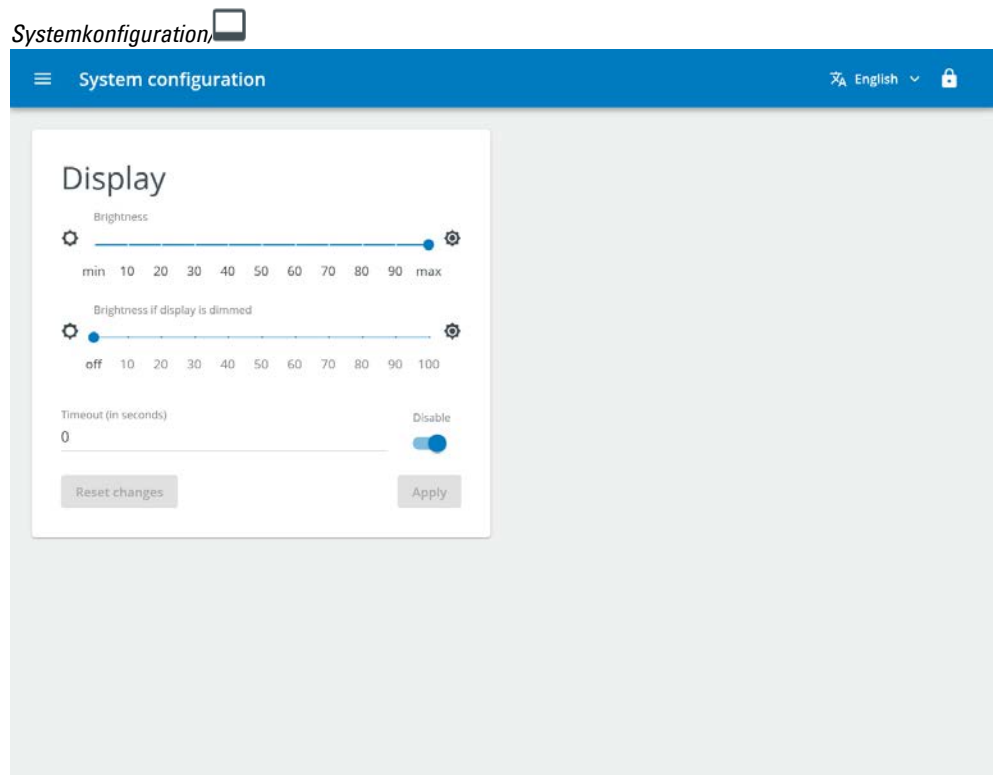 Systemkonfiguration/
System configuration
English
Display
Brightness
min 10 20 30 40 50 60 70 80 90 max
Brightness if display is dimmed
off 10 20 30 40 50 60 70 80 90 100
Timeout (in seconds) Disable
0
Reset changes Apply